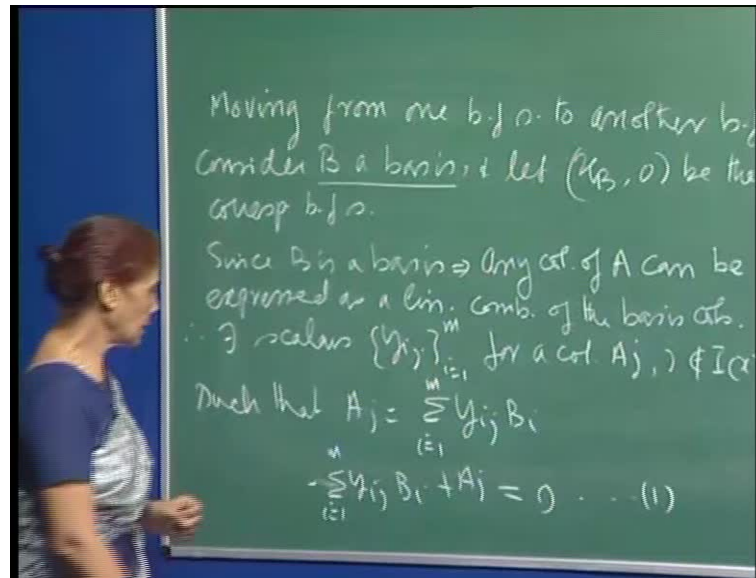 Moving from one b.f.s. to another b.f
Consider B a basis, & let (x_B, 0) be the
corresp b.f.s.
Since B is a basis ⇒ Any col. of A can be
expressed as a lin. comb. of the basis cols.
∴ ∃ scalars {y_ij}_{i=1}^m for a col. A_j, j ∉ I(x
Such that A_j = Σ_{i=1}^m y_ij B_i
-Σ_{i=1}^m y_ij B_i + A_j = 0 ... (1)